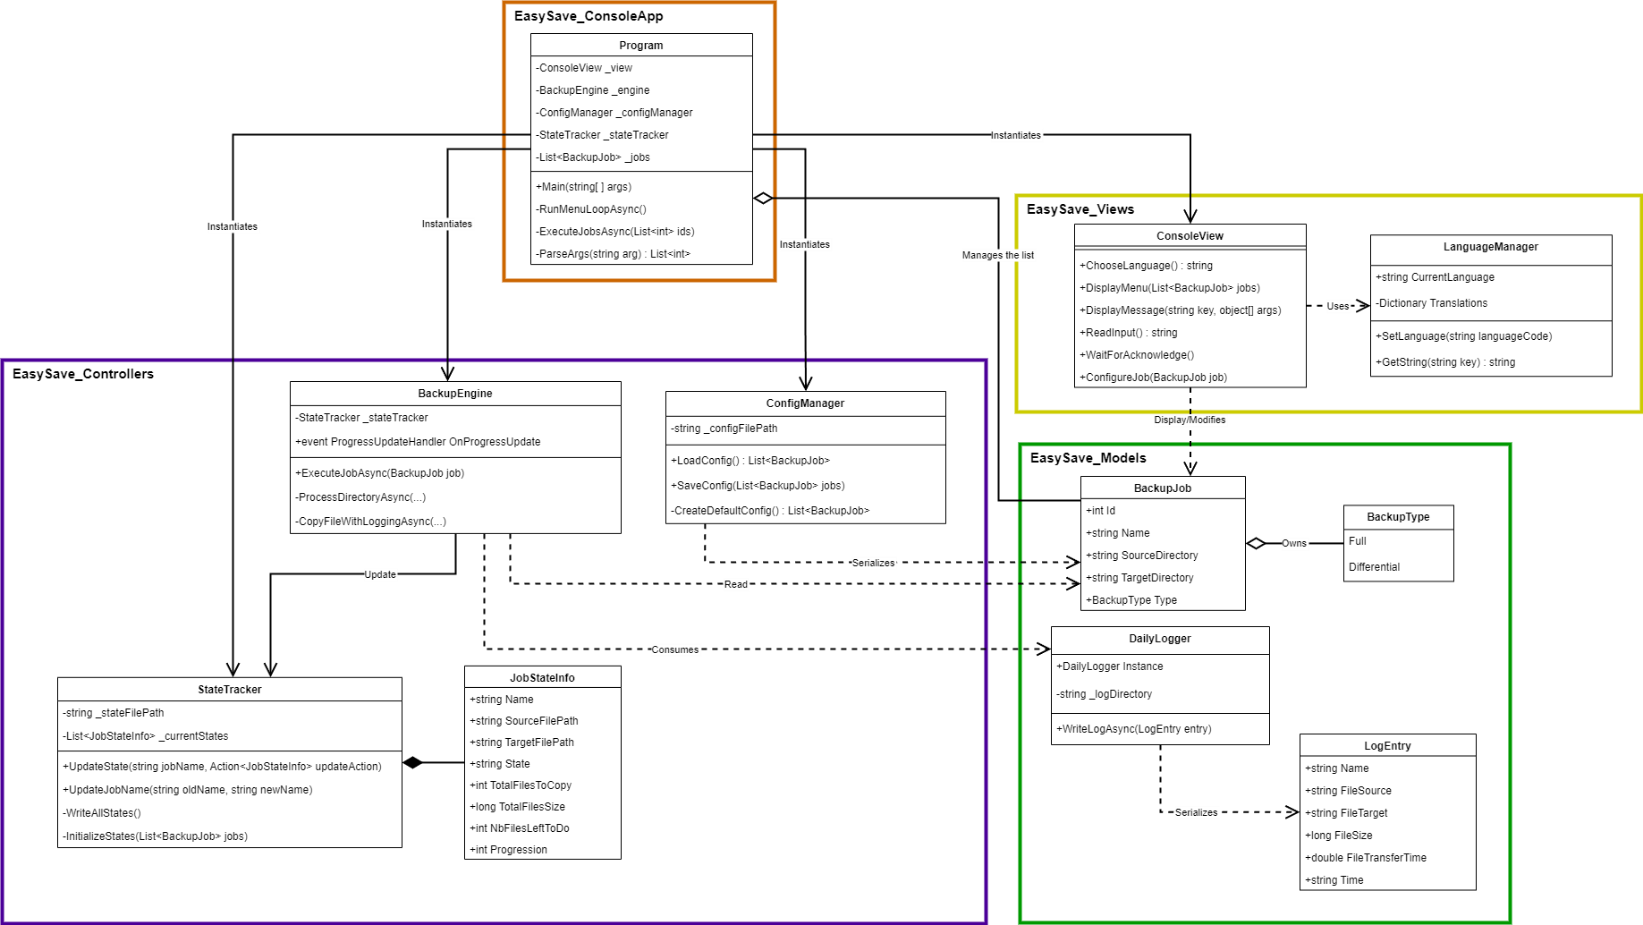 EasySave_ConsoleApp
Program
-ConsoleView _view
-BackupEngine _engine
-ConfigManager _configManager
-StateTracker _stateTracker
-List<BackupJob> _jobs
+Main(string[ ] args)
-RunMenuLoopAsync()
-ExecuteJobsAsync(List<int> ids)
-ParseArgs(string arg) : List<int>
Instantiates
Instantiates
Instantiates
Instantiates
Manages the list
EasySave_Views
ConsoleView
+ChooseLanguage() : string
+DisplayMenu(List<BackupJob> jobs)
+DisplayMessage(string key, object[] args)
+ReadInput() : string
+WaitForAcknowledge()
+ConfigureJob(BackupJob job)
Uses
LanguageManager
+string CurrentLanguage
-Dictionary Translations
+SetLanguage(string languageCode)
+GetString(string key) : string
Display/Modifies
EasySave_Controllers
BackupEngine
-StateTracker _stateTracker
+event ProgressUpdateHandler OnProgressUpdate
+ExecuteJobAsync(BackupJob job)
-ProcessDirectoryAsync(...)
-CopyFileWithLoggingAsync(...)
ConfigManager
-string _configFilePath
+LoadConfig() : List<BackupJob>
+SaveConfig(List<BackupJob> jobs)
-CreateDefaultConfig() : List<BackupJob>
Serializes
Read
Update
Consumes
StateTracker
-string _stateFilePath
-List<JobStateInfo> _currentStates
+UpdateState(string jobName, Action<JobStateInfo> updateAction)
+UpdateJobName(string oldName, string newName)
-WriteAllStates()
-InitializeStates(List<BackupJob> jobs)
JobStateInfo
+string Name
+string SourceFilePath
+string TargetFilePath
+string State
+int TotalFilesToCopy
+long TotalFilesSize
+int NbFilesLeftToDo
+int Progression
EasySave_Models
BackupJob
+int Id
+string Name
+string SourceDirectory
+string TargetDirectory
+BackupType Type
Owns
BackupType
Full
Differential
DailyLogger
+DailyLogger Instance
-string _logDirectory
+WriteLogAsync(LogEntry entry)
Serializes
LogEntry
+string Name
+string FileSource
+string FileTarget
+long FileSize
+double FileTransferTime
+string Time